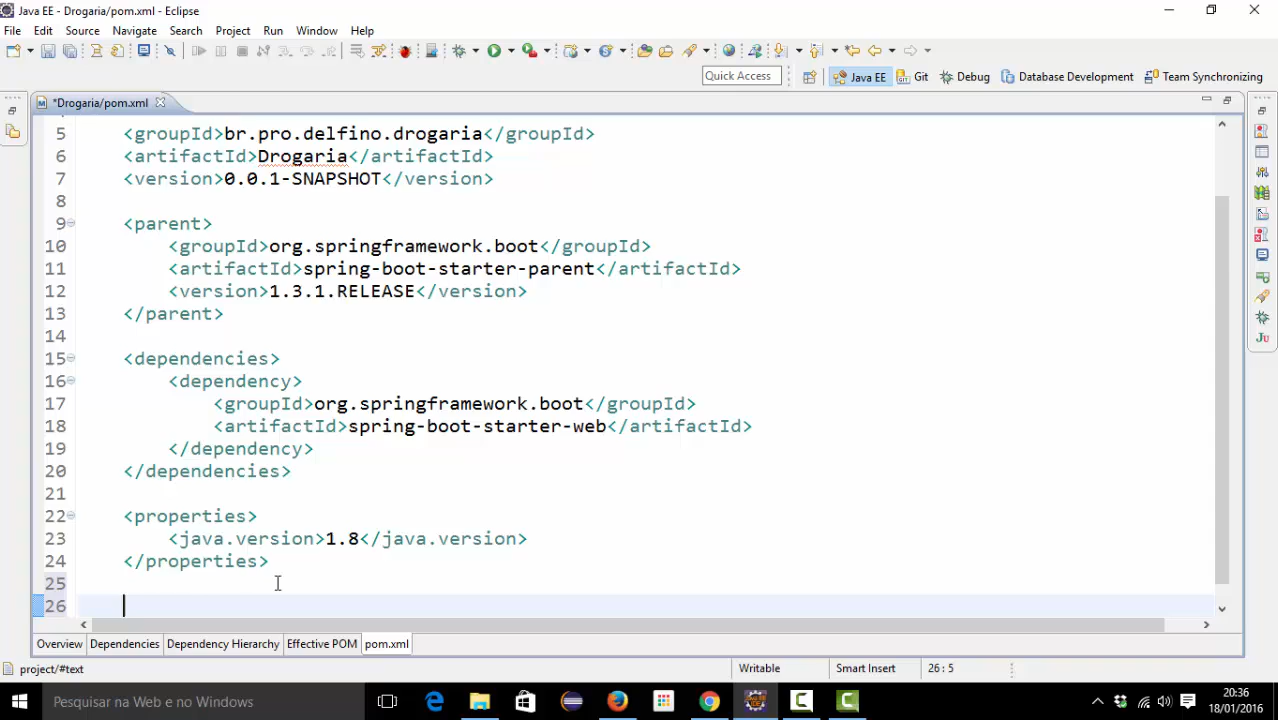 Java EE - Drogaria/pom.xml - Eclipse
File Edit Source Navigate Search Project Run Window Help
Quick Access Java EE Git Debug Database Development Team Synchronizing
*Drogaria/pom.xml
5 <groupId>br.pro.delfino.drogaria</groupId>
6 <artifactId>Drogaria</artifactId>
7 <version>0.0.1-SNAPSHOT</version>
8
9 <parent>
10 <groupId>org.springframework.boot</groupId>
11 <artifactId>spring-boot-starter-parent</artifactId>
12 <version>1.3.1.RELEASE</version>
13 </parent>
14
15 <dependencies>
16 <dependency>
17 <groupId>org.springframework.boot</groupId>
18 <artifactId>spring-boot-starter-web</artifactId>
19 </dependency>
20 </dependencies>
21
22 <properties>
23 <java.version>1.8</java.version>
24 </properties>
25
26
Overview Dependencies Dependency Hierarchy Effective POM pom.xml
project/#text Writable Smart Insert 26 : 5
Pesquisar na Web e no Windows
20:36
18/01/2016